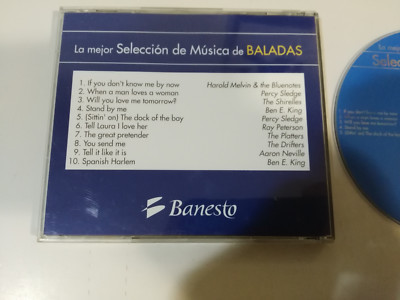 La mejor Selección de Música de BALADAS
1. If you don't know me by now Harold Melvin & the Bluenotes
2. When a man loves a woman Percy Sledge
3. Will you love me tomorrow? The Shirelles
4. Stand by me Ben E. King
5. (Sittin' on) The dock of the bay Percy Sledge
6. Tell Laura I love her Ray Peterson
7. The great pretender The Platters
8. You send me The Drifters
9. Tell it like it is Aaron Neville
10. Spanish Harlem Ben E. King
Banesto
La mejor
Selec